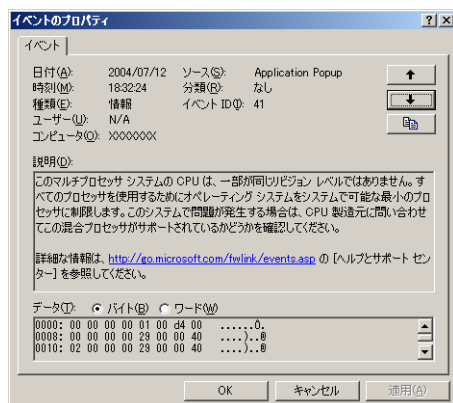 イベントのプロパティ
イベント
日付(A): 2004/07/12 ソース(S): Application Popup
時刻(M): 18:32:24 分類(R): なし
種類(E): 情報 イベント ID(I): 41
ユーザー(U): N/A
コンピュータ(O): XXXXXXX
説明(D):
このマルチプロセッサ システムの CPU は、一部が同じリビジョン レベルではありません。す
べてのプロセッサを使用するためにオペレーティング システムをシステムで可能な最小のプロ
セッサに制限します。このシステムで問題が発生する場合は、CPU 製造元に問い合わせ
てこの混合プロセッサがサポートされているかどうかを確認してください。
詳細な情報は、http://go.microsoft.com/fwlink/events.asp の [ヘルプとサポート セン
ター] を参照してください。
データ(T): バイト(B) ワード(W)
0000: 00 00 00 00 01 00 d4 00 ......Ô.
0008: 00 00 00 00 29 00 00 40 ....)..@
0010: 02 00 00 00 29 00 00 40 ....)..@
OK キャンセル 適用(A)